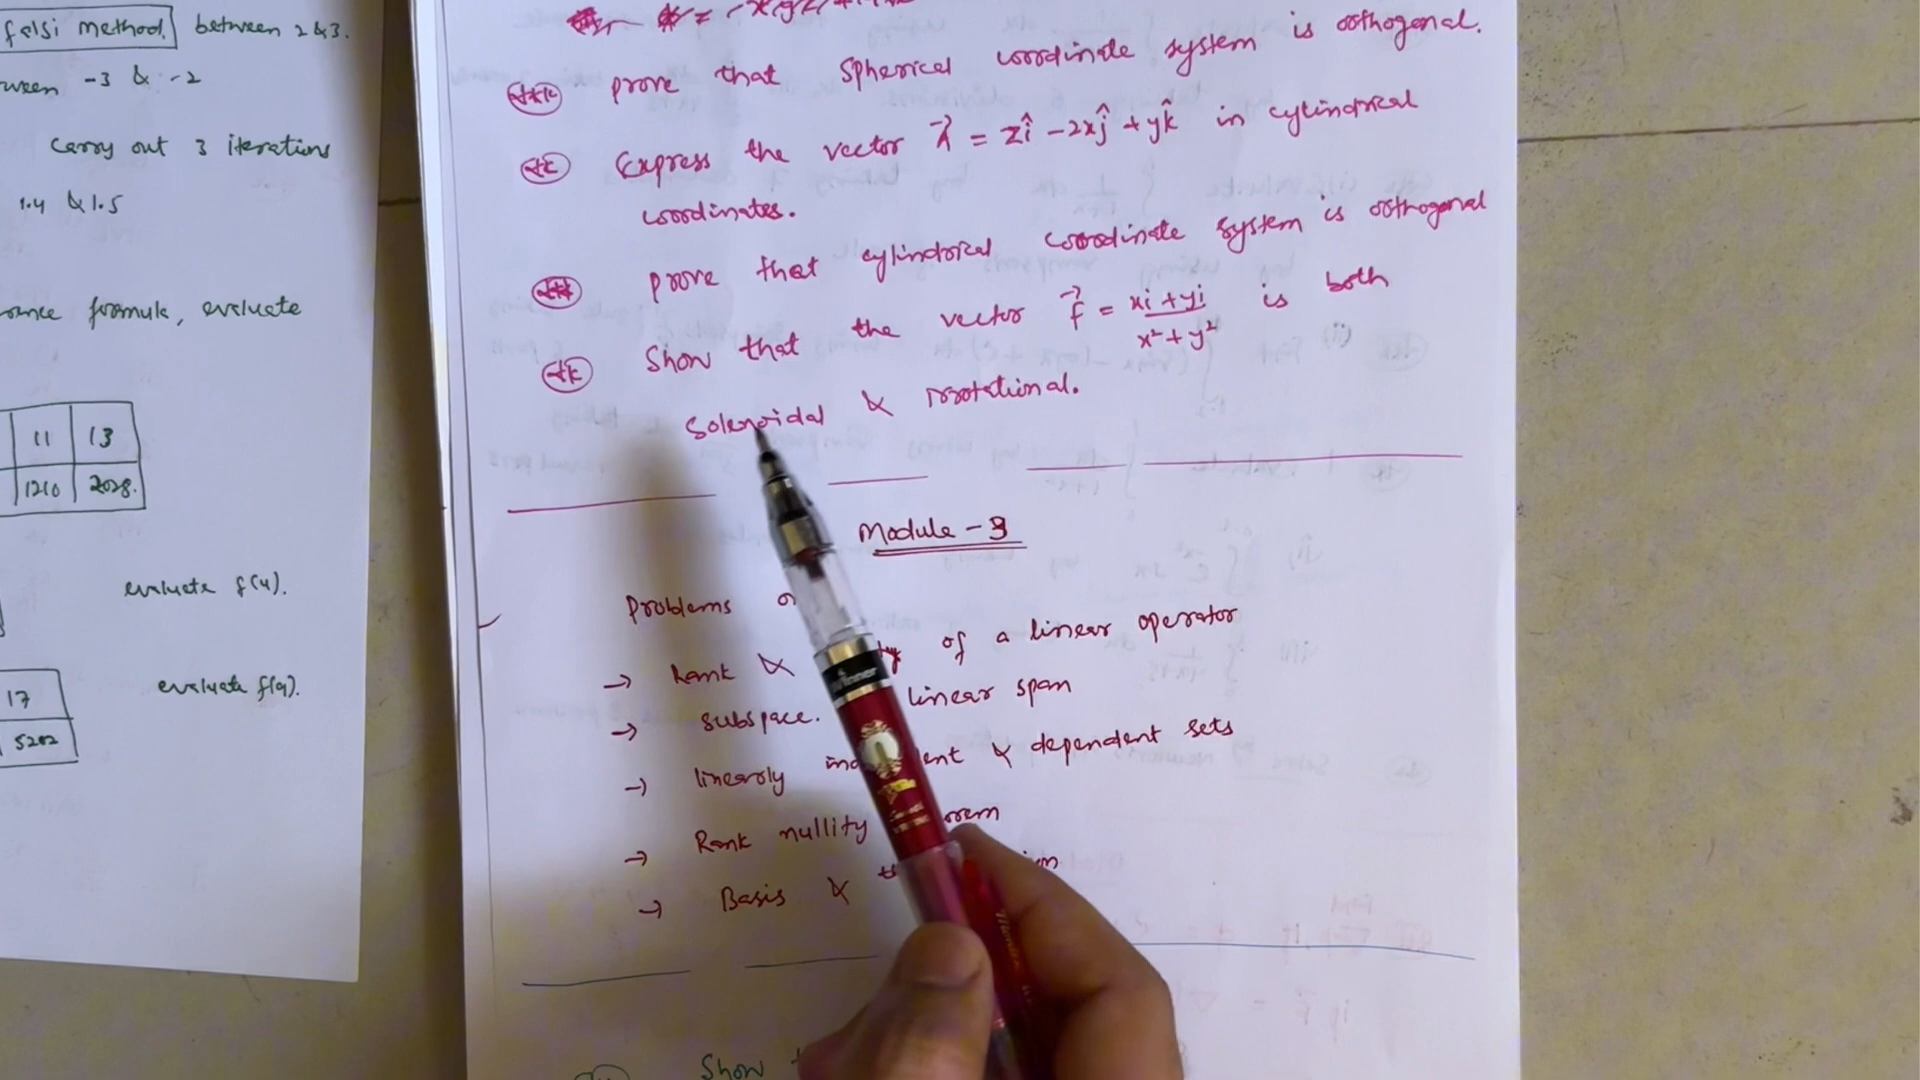 falsi method, between 2 & 3.
-3 & -2
carry out 3 iterations
1.4 & 1.5
formula, evaluate
11 13
1210 2028.
evaluate f(4).
17
5202
evaluate f(9).
prove that spherical coordinate system is orthogonal.
Express the vector A = zî - 2xĵ + yk̂ in cylindrical
coordinates.
prove that cylindrical coordinate system is orthogonal
Show that the vector f = xi + yj / x² + y² is both
Solenoidal & irrotational.
Module - 3
Problems
→ Rank & of a linear operator
→ subspace. linear span
→ linearly & dependent sets
→ Rank nullity
→ Basis &
Show
Winner